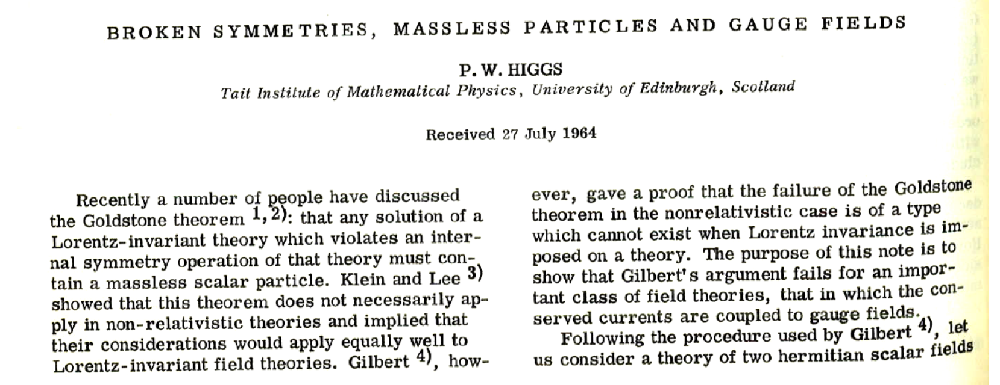 BROKEN SYMMETRIES, MASSLESS PARTICLES AND GAUGE FIELDS
P. W. HIGGS
Tait Institute of Mathematical Physics, University of Edinburgh, Scotland
Received 27 July 1964
Recently a number of people have discussed
the Goldstone theorem 1,2): that any solution of a
Lorentz-invariant theory which violates an inter-
nal symmetry operation of that theory must con-
tain a massless scalar particle. Klein and Lee 3)
showed that this theorem does not necessarily ap-
ply in non-relativistic theories and implied that
their considerations would apply equally well to
Lorentz-invariant field theories. Gilbert 4), how-
ever, gave a proof that the failure of the Goldstone
theorem in the nonrelativistic case is of a type
which cannot exist when Lorentz invariance is im-
posed on a theory. The purpose of this note is to
show that Gilbert's argument fails for an impor-
tant class of field theories, that in which the con-
served currents are coupled to gauge fields.
Following the procedure used by Gilbert 4), let
us consider a theory of two hermitian scalar fields